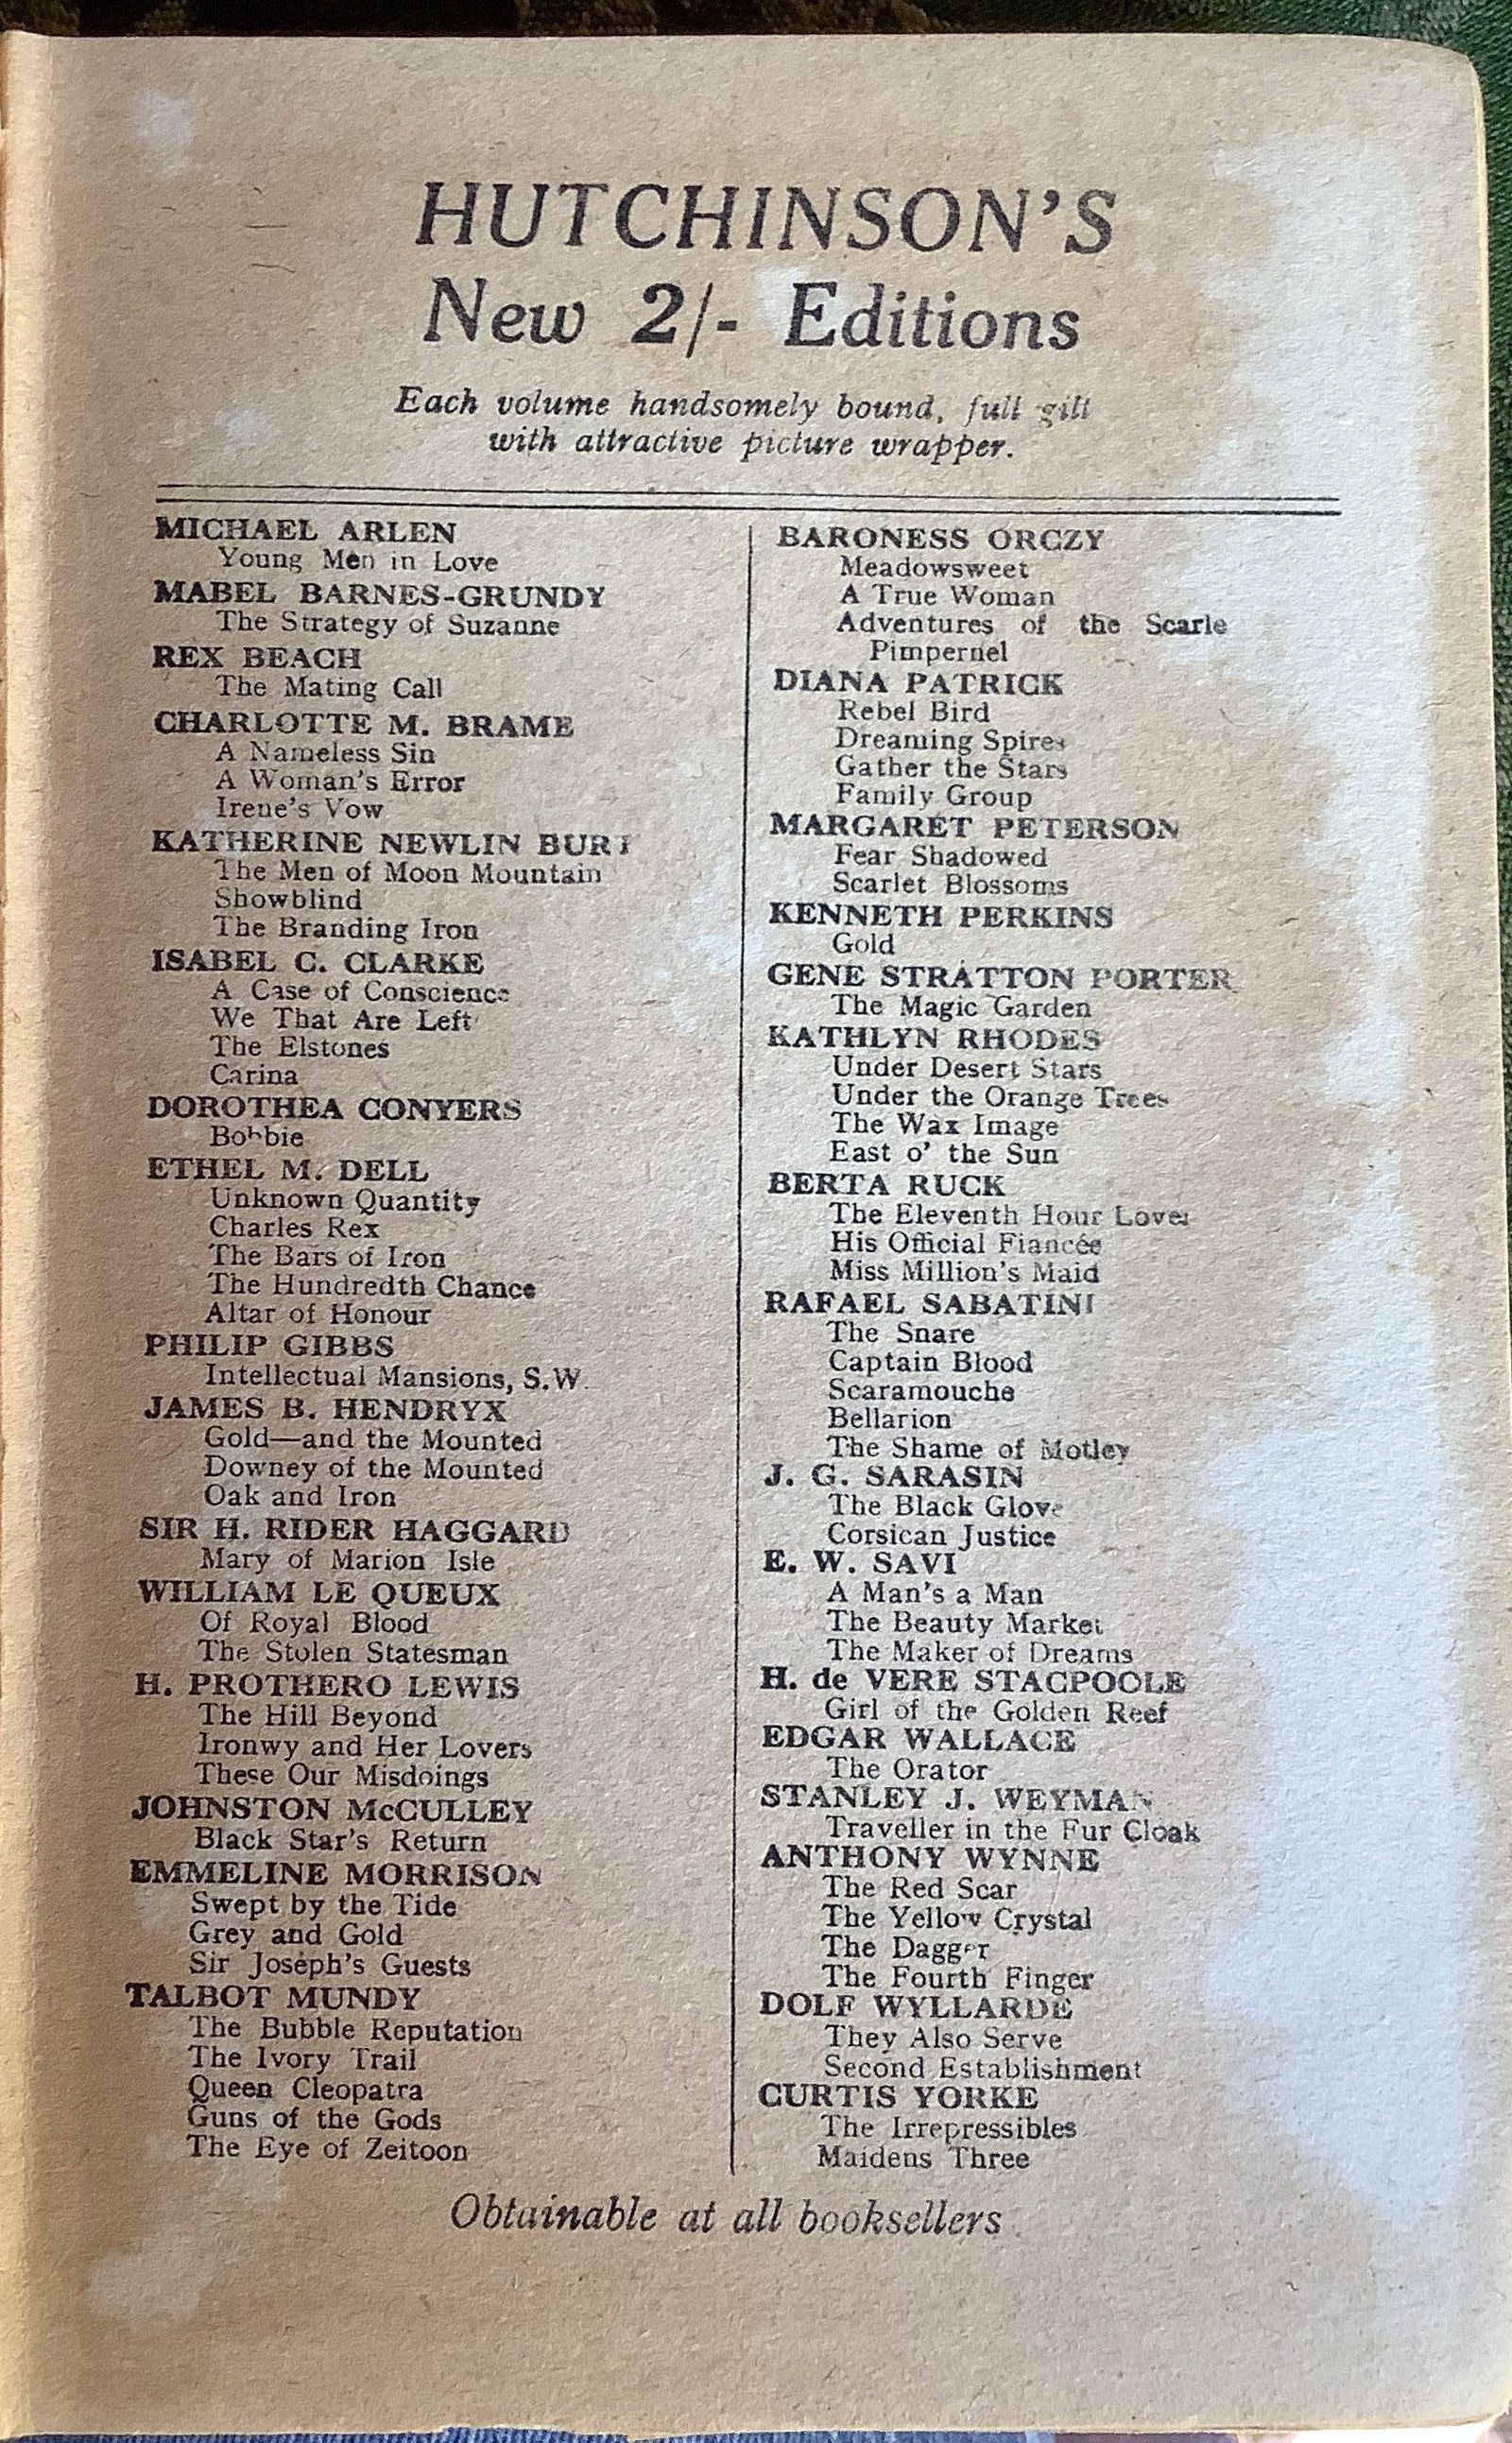 HUTCHINSON'S
New 2/- Editions
Each volume handsomely bound, full gilt
with attractive picture wrapper.
MICHAEL ARLEN
Young Men in Love
MABEL BARNES-GRUNDY
The Strategy of Suzanne
REX BEACH
The Mating Call
CHARLOTTE M. BRAME
A Nameless Sin
A Woman's Error
Irene's Vow
KATHERINE NEWLIN BURT
The Men of Moon Mountain
Showblind
The Branding Iron
ISABEL C. CLARKE
A Case of Conscience
We That Are Left
The Elstones
Carina
DOROTHEA CONYERS
Bobbie
ETHEL M. DELL
Unknown Quantity
Charles Rex
The Bars of Iron
The Hundredth Chance
Altar of Honour
PHILIP GIBBS
Intellectual Mansions, S.W.
JAMES B. HENDRYX
Gold—and the Mounted
Downey of the Mounted
Oak and Iron
SIR H. RIDER HAGGARD
Mary of Marion Isle
WILLIAM LE QUEUX
Of Royal Blood
The Stolen Statesman
H. PROTHERO LEWIS
The Hill Beyond
Ironwy and Her Lovers
These Our Misdoings
JOHNSTON McCULLEY
Black Star's Return
EMMELINE MORRISON
Swept by the Tide
Grey and Gold
Sir Joseph's Guests
TALBOT MUNDY
The Bubble Reputation
The Ivory Trail
Queen Cleopatra
Guns of the Gods
The Eye of Zeitoon
BARONESS ORCZY
Meadowsweet
A True Woman
Adventures of the Scarle
Pimpernel
DIANA PATRICK
Rebel Bird
Dreaming Spires
Gather the Stars
Family Group
MARGARET PETERSON
Fear Shadowed
Scarlet Blossoms
KENNETH PERKINS
Gold
GENE STRATTON PORTER
The Magic Garden
KATHLYN RHODES
Under Desert Stars
Under the Orange Trees
The Wax Image
East o' the Sun
BERTA RUCK
The Eleventh Hour Lover
His Official Fiancée
Miss Million's Maid
RAFAEL SABATINI
The Snare
Captain Blood
Scaramouche
Bellarion
The Shame of Motley
J. G. SARASIN
The Black Glove
Corsican Justice
E. W. SAVI
A Man's a Man
The Beauty Market
The Maker of Dreams
H. de VERE STACPOOLE
Girl of the Golden Reef
EDGAR WALLACE
The Orator
STANLEY J. WEYMAN
Traveller in the Fur Cloak
ANTHONY WYNNE
The Red Scar
The Yellow Crystal
The Dagger
The Fourth Finger
DOLF WYLLARDE
They Also Serve
Second Establishment
CURTIS YORKE
The Irrepressibles
Maidens Three
Obtainable at all booksellers